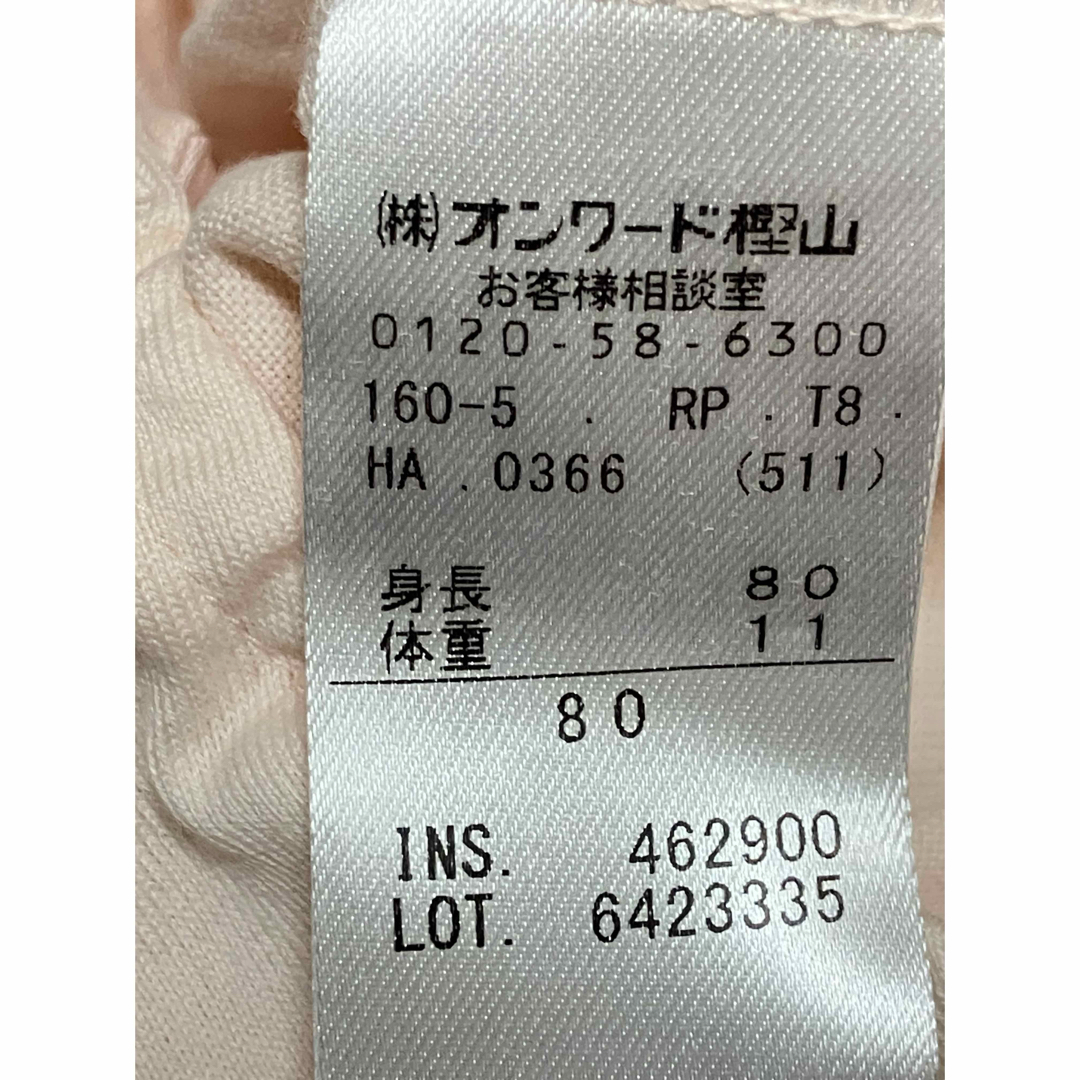 ㈱オンワード樫山
お客様相談室
0120-58-6300
160-5 . RP . T8 .
HA . 0366 (511)
身長 80
体重 11
80
INS. 462900
LOT. 6423335